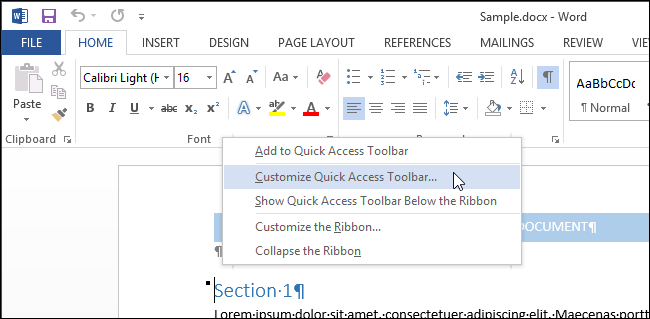 Sample.docx - Word
FILE HOME INSERT DESIGN PAGE LAYOUT REFERENCES MAILINGS REVIEW
Calibri Light (H 16 Aa A
Paste
B I U abc x₂ x² A A
AaBbCcDc
¶ Normal
Clipboard Font
Add to Quick Access Toolbar
Customize Quick Access Toolbar...
Show Quick Access Toolbar Below the Ribbon
Customize the Ribbon...
Collapse the Ribbon
DOCUMENT¶
¶
Section·1¶
Lorem·ipsum·dolor·sit·amet,·consectetuer·adipiscing·elit.·Maecenas·portt